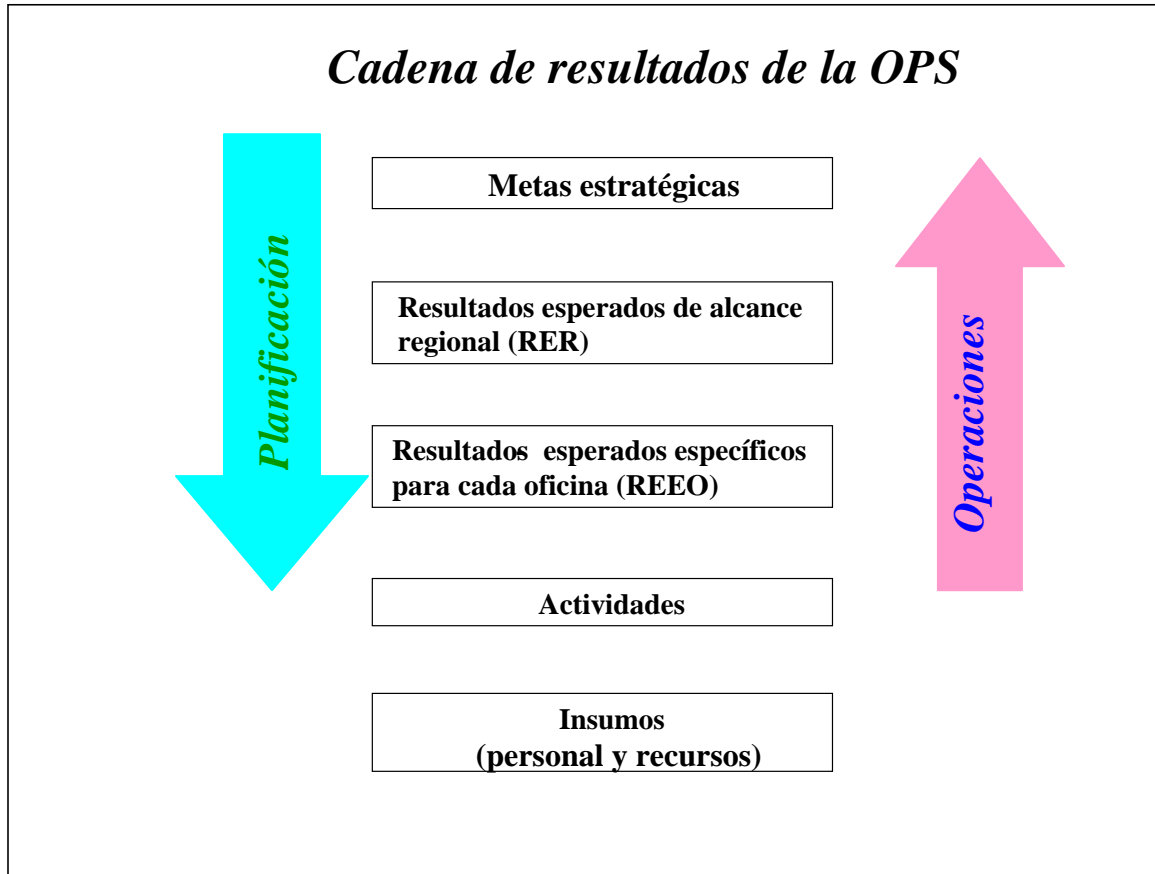 Cadena de resultados de la OPS
Planificación
Metas estratégicas
Resultados esperados de alcance
regional (RER)
Resultados esperados específicos
para cada oficina (REEO)
Actividades
Insumos
(personal y recursos)
Operaciones